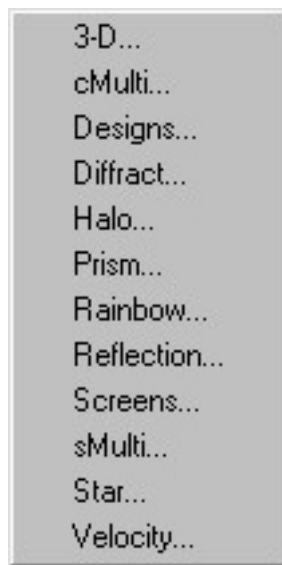 3-D...
cMulti...
Designs...
Diffract...
Halo...
Prism...
Rainbow...
Reflection...
Screens...
sMulti...
Star...
Velocity...